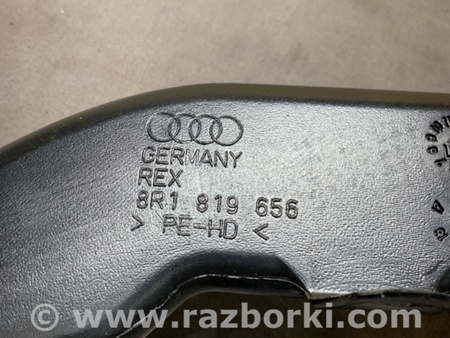 GERMANY
REX
8R1 819 656
> PE-HD <
www.razborki.com